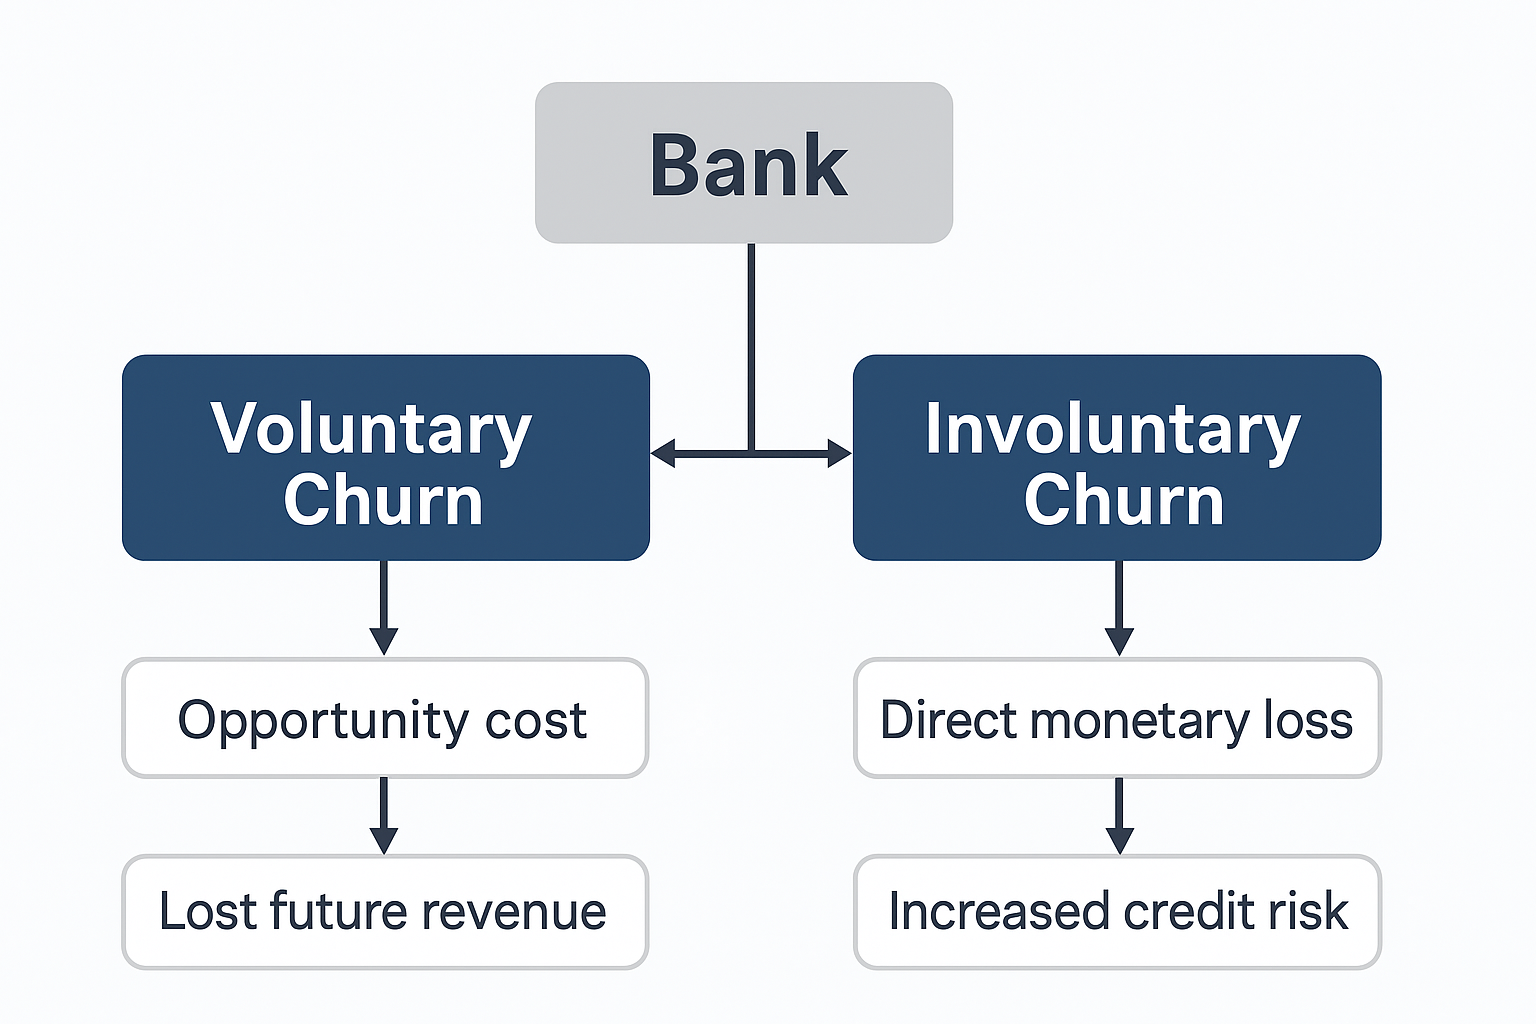 Bank
Voluntary
Churn
Involuntary
Churn
Opportunity cost
Direct monetary loss
Lost future revenue
Increased credit risk